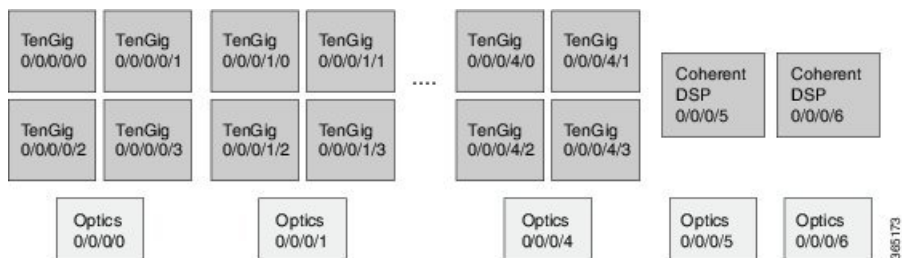 TenGig
0/0/0/0/0
TenGig
0/0/0/0/1
TenGig
0/0/0/1/0
TenGig
0/0/0/1/1
....
TenGig
0/0/0/4/0
TenGig
0/0/0/4/1
Coherent
DSP
0/0/0/5
Coherent
DSP
0/0/0/6
TenGig
0/0/0/0/2
TenGig
0/0/0/0/3
TenGig
0/0/0/1/2
TenGig
0/0/0/1/3
TenGig
0/0/0/4/2
TenGig
0/0/0/4/3
Optics
0/0/0/0
Optics
0/0/0/1
Optics
0/0/0/4
Optics
0/0/0/5
Optics
0/0/0/6
365173